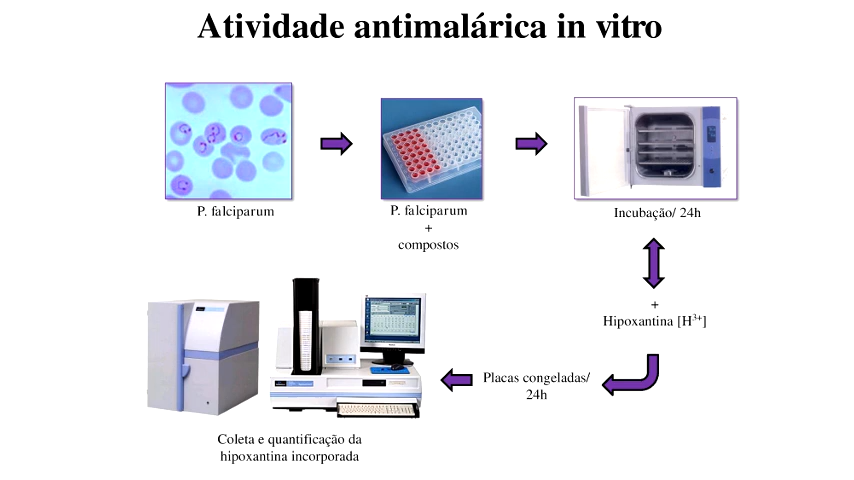 Atividade antimalárica in vitro
P. falciparum
P. falciparum
+
compostos
Incubação/ 24h
+
Hipoxantina [H³⁺]
Placas congeladas/
24h
Coleta e quantificação da
hipoxantina incorporada